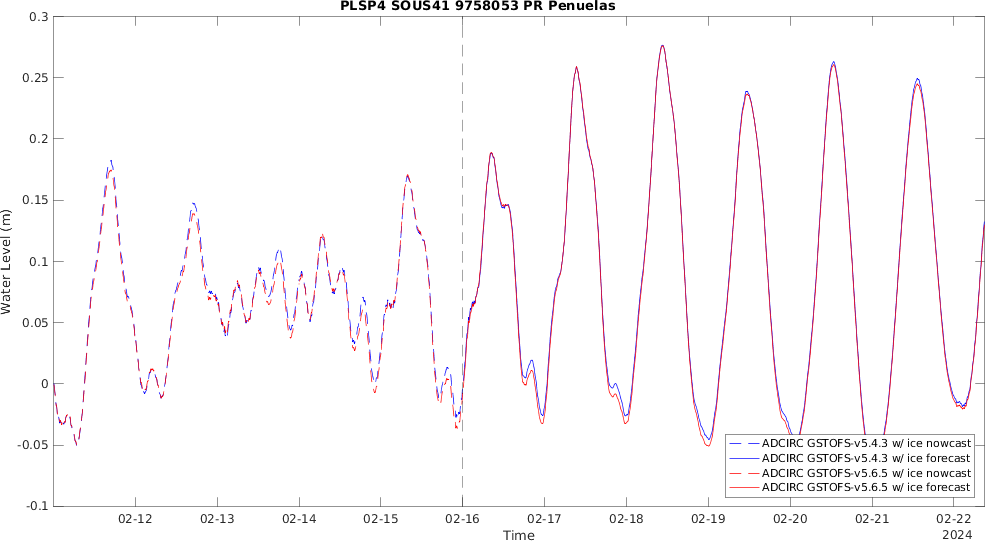 PLSP4 SOUS41 9758053 PR Penuelas
0.3
0.25
0.2
0.15
0.1
0.05
0
-0.05
-0.1
Water Level (m)
02-12 02-13 02-14 02-15 02-16 02-17 02-18 02-19 02-20 02-21 02-22
2024
Time
ADCIRC GSTOFS-v5.4.3 w/ ice nowcast
ADCIRC GSTOFS-v5.4.3 w/ ice forecast
ADCIRC GSTOFS-v5.6.5 w/ ice nowcast
ADCIRC GSTOFS-v5.6.5 w/ ice forecast